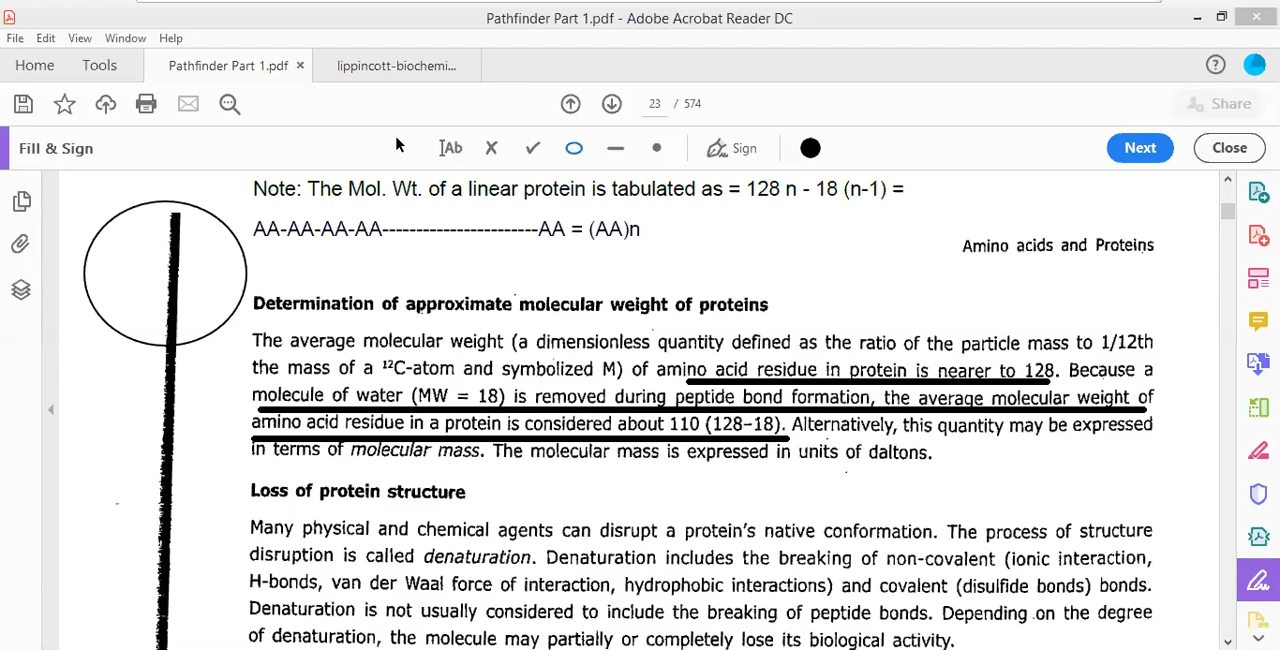 Pathfinder Part 1.pdf - Adobe Acrobat Reader DC
File Edit View Window Help
Home Tools Pathfinder Part 1.pdf × lippincott-biochemi...
23 / 574 Share
Fill & Sign Ab Sign Next Close
Note: The Mol. Wt. of a linear protein is tabulated as = 128 n - 18 (n-1) =
AA-AA-AA-AA-----------------------AA = (AA)n
Amino acids and Proteins
Determination of approximate molecular weight of proteins
The average molecular weight (a dimensionless quantity defined as the ratio of the particle mass to 1/12th
the mass of a ¹²C-atom and symbolized M) of amino acid residue in protein is nearer to 128. Because a
molecule of water (MW = 18) is removed during peptide bond formation, the average molecular weight of
amino acid residue in a protein is considered about 110 (128–18). Alternatively, this quantity may be expressed
in terms of molecular mass. The molecular mass is expressed in units of daltons.
Loss of protein structure
Many physical and chemical agents can disrupt a protein's native conformation. The process of structure
disruption is called denaturation. Denaturation includes the breaking of non-covalent (ionic interaction,
H-bonds, van der Waal force of interaction, hydrophobic interactions) and covalent (disulfide bonds) bonds.
Denaturation is not usually considered to include the breaking of peptide bonds. Depending on the degree
of denaturation, the molecule may partially or completely lose its biological activity.